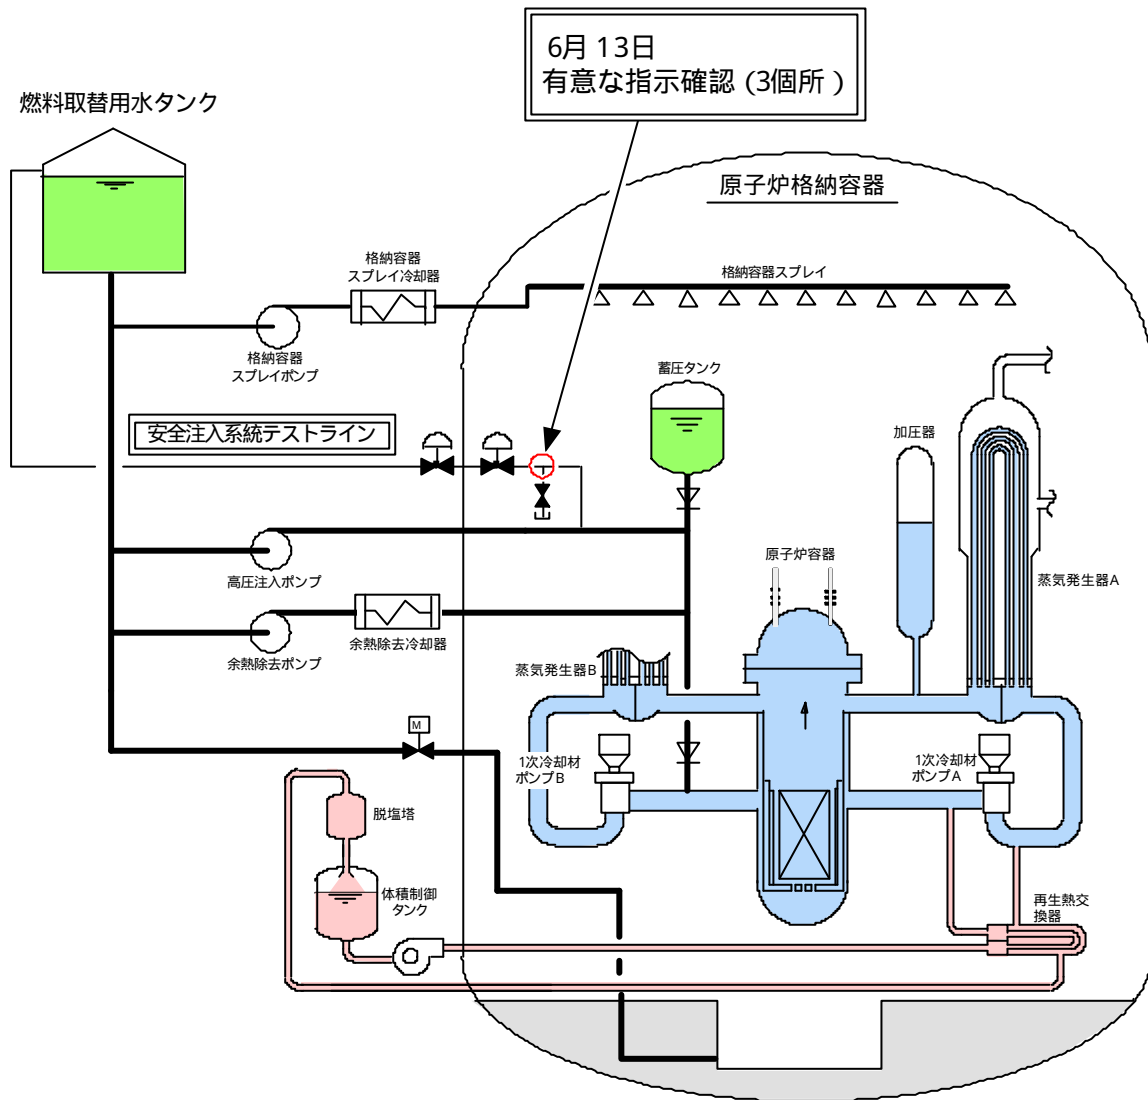 6月13日
有意な指示確認(3個所)
燃料取替用水タンク
原子炉格納容器
格納容器
スプレイ冷却器
格納容器スプレイ
格納容器
スプレイポンプ
蓄圧タンク
安全注入系統テストライン
加圧器
高圧注入ポンプ
原子炉容器
蒸気発生器A
余熱除去冷却器
余熱除去ポンプ
蒸気発生器B
M
1次冷却材
ポンプB
1次冷却材
ポンプA
脱塩塔
体積制御
タンク
再生熱交
換器